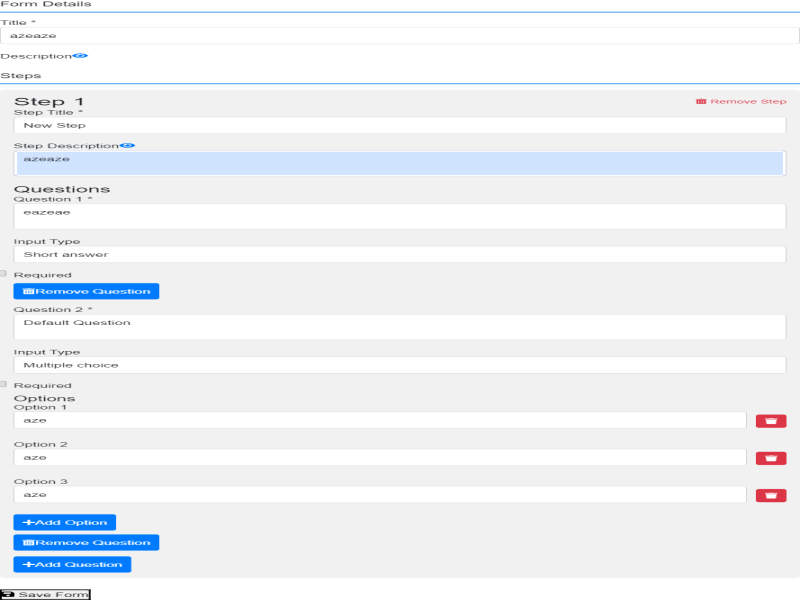 Form Details
Title *
azeaze
Description
Steps
Step 1
Remove Step
Step Title *
New Step
Step Description
azeaze
Questions
Question 1 *
eazeae
Input Type
Short answer
Required
Remove Question
Question 2 *
Default Question
Input Type
Multiple choice
Required
Options
Option 1
aze
Option 2
aze
Option 3
aze
+Add Option
Remove Question
+Add Question
Save Form